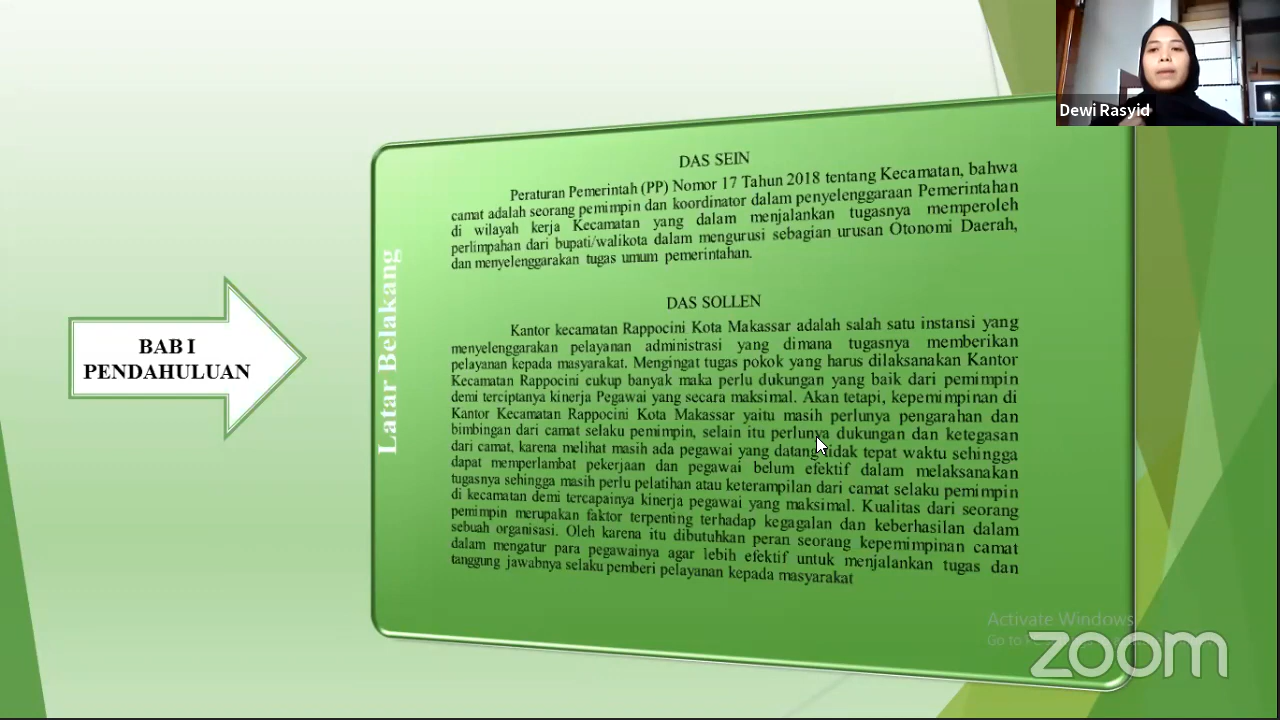 Dewi Rasyid
BAB I
PENDAHULUAN
Latar Belakang
DAS SEIN
Peraturan Pemerintah (PP) Nomor 17 Tahun 2018 tentang Kecamatan, bahwa
camat adalah seorang pemimpin dan koordinator dalam penyelenggaraan Pemerintahan
di wilayah kerja Kecamatan yang dalam menjalankan tugasnya memperoleh
perlimpahan dari bupati/walikota dalam mengurusi sebagian urusan Otonomi Daerah,
dan menyelenggarakan tugas umum pemerintahan.
DAS SOLLEN
Kantor kecamatan Rappocini Kota Makassar adalah salah satu instansi yang
menyelenggarakan pelayanan administrasi yang dimana tugasnya memberikan
pelayanan kepada masyarakat. Mengingat tugas pokok yang harus dilaksanakan Kantor
Kecamatan Rappocini cukup banyak maka perlu dukungan yang baik dari pemimpin
demi terciptanya kinerja Pegawai yang secara maksimal. Akan tetapi, kepemimpinan di
Kantor Kecamatan Rappocini Kota Makassar yaitu masih perlunya pengarahan dan
bimbingan dari camat selaku pemimpin, selain itu perlunya dukungan dan ketegasan
dari camat, karena melihat masih ada pegawai yang datang tidak tepat waktu sehingga
dapat memperlambat pekerjaan dan pegawai belum efektif dalam melaksanakan
tugasnya sehingga masih perlu pelatihan atau keterampilan dari camat selaku pemimpin
di kecamatan demi tercapainya kinerja pegawai yang maksimal. Kualitas dari seorang
pemimpin merupakan faktor terpenting terhadap kegagalan dan keberhasilan dalam
sebuah organisasi. Oleh karena itu dibutuhkan peran seorang kepemimpinan camat
dalam mengatur para pegawainya agar lebih efektif untuk menjalankan tugas dan
tanggung jawabnya selaku pemberi pelayanan kepada masyarakat
Activate Windows
Go to
zoom